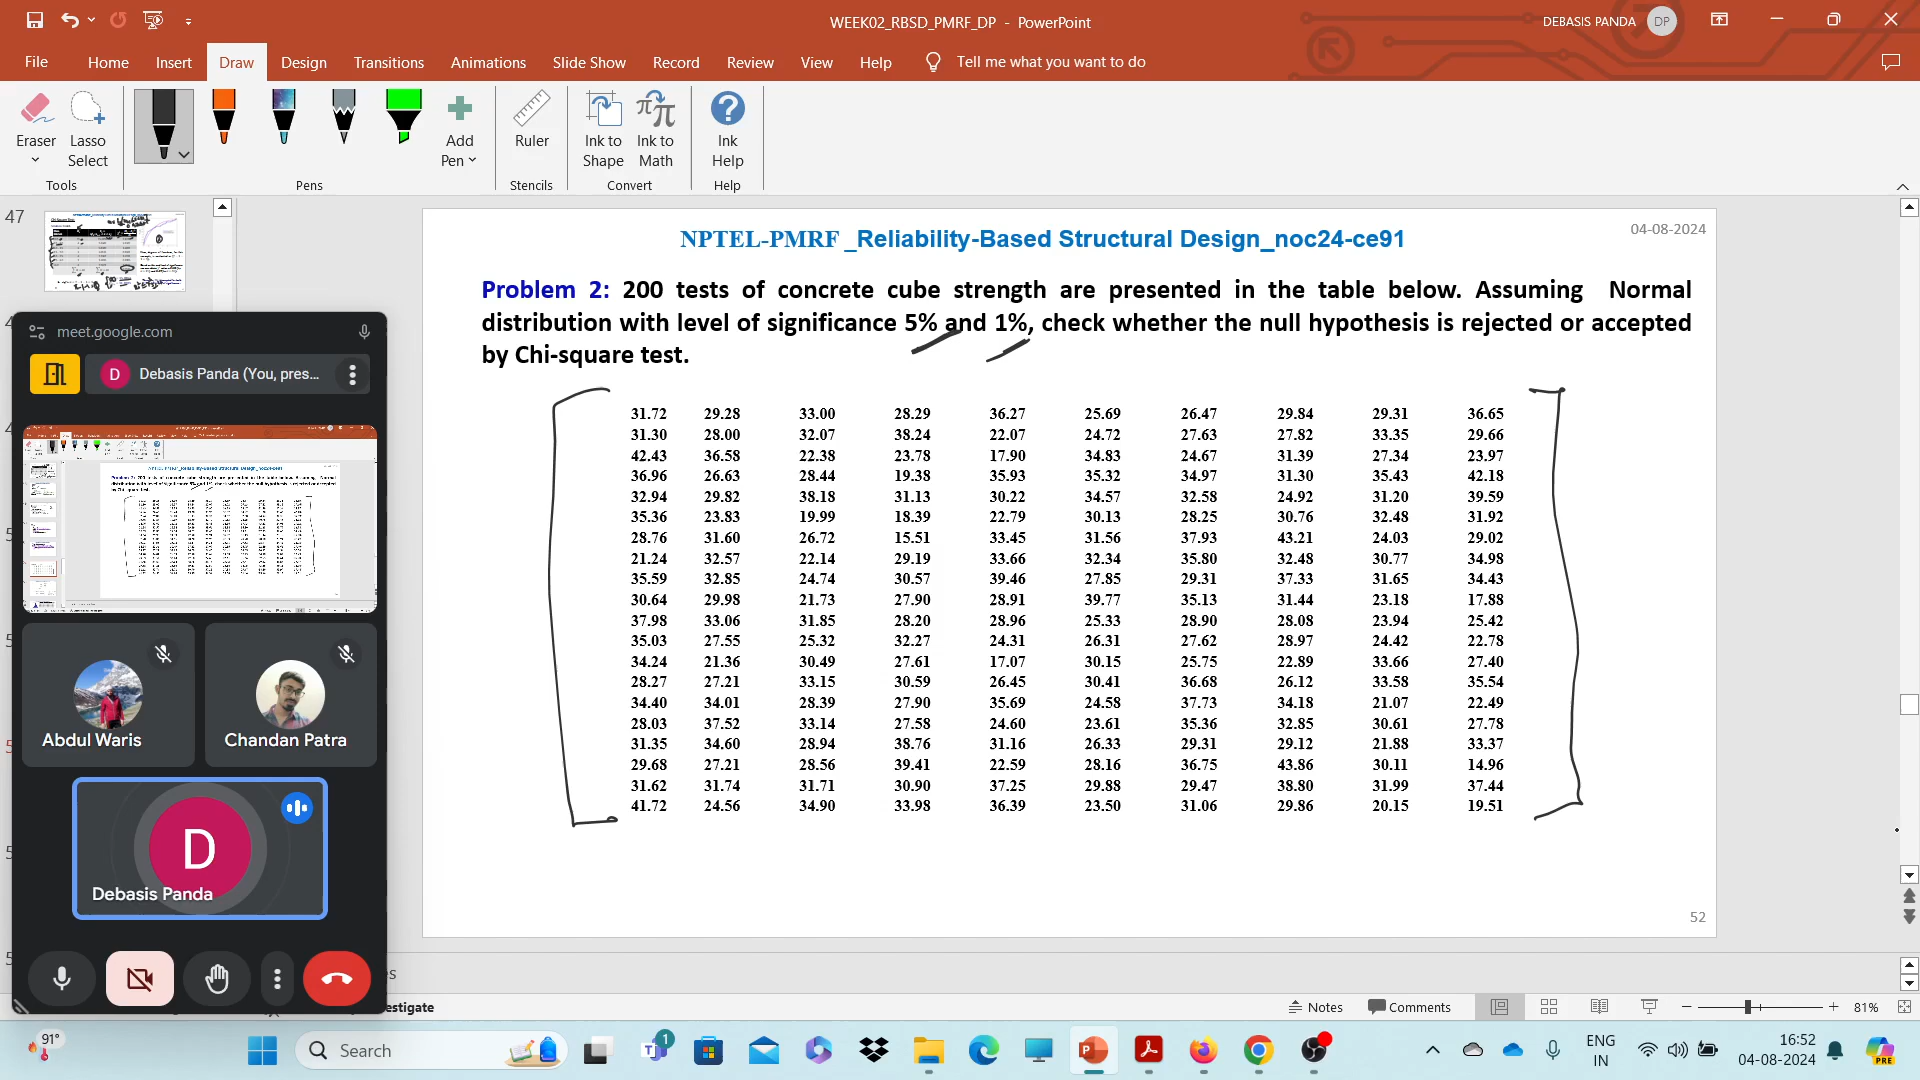 WEEK02_RBSD_PMRF_DP - PowerPoint
DEBASIS PANDA
DP
File Home Insert Draw Design Transitions Animations Slide Show Record Review View Help Tell me what you want to do
Eraser
Lasso Select
Tools
Add Pen
Pens
Ruler
Stencils
Ink to Shape
Ink to Math
Convert
Ink Help
Help
47
04-08-2024
NPTEL-PMRF _Reliability-Based Structural Design_noc24-ce91
Problem 2: 200 tests of concrete cube strength are presented in the table below. Assuming Normal
distribution with level of significance 5% and 1%, check whether the null hypothesis is rejected or accepted
by Chi-square test.
31.72 29.28 33.00 28.29 36.27 25.69 26.47 29.84 29.31 36.65
31.30 28.00 32.07 38.24 22.07 24.72 27.63 27.82 33.35 29.66
42.43 36.58 22.38 23.78 17.90 34.83 24.67 31.39 27.34 23.97
36.96 26.63 28.44 19.38 35.93 35.32 34.97 31.30 35.43 42.18
32.94 29.82 38.18 31.13 30.22 34.57 32.58 24.92 31.20 39.59
35.36 23.83 19.99 18.39 22.79 30.13 28.25 30.76 32.48 31.92
28.76 31.60 26.72 15.51 33.45 31.56 37.93 43.21 24.03 29.02
21.24 32.57 22.14 29.19 33.66 32.34 35.80 32.48 30.77 34.98
35.59 32.85 24.74 30.57 39.46 27.85 29.31 37.33 31.65 34.43
30.64 29.98 21.73 27.90 28.91 39.77 35.13 31.44 23.18 17.88
37.98 33.06 31.85 28.20 28.96 25.33 28.90 28.08 23.94 25.42
35.03 27.55 25.32 32.27 24.31 26.31 27.62 28.97 24.42 22.78
34.24 21.36 30.49 27.61 17.07 30.15 25.75 22.89 33.66 27.40
28.27 27.21 33.15 30.59 26.45 30.41 36.68 26.12 33.58 35.54
34.40 34.01 28.39 27.90 35.69 24.58 37.73 34.18 21.07 22.49
28.03 37.52 33.14 27.58 24.60 23.61 35.36 32.85 30.61 27.78
31.35 34.60 28.94 38.76 31.16 26.33 29.31 29.12 21.88 33.37
29.68 27.21 28.56 39.41 22.59 28.16 36.75 43.86 30.11 14.96
31.62 31.74 31.71 30.90 37.25 29.88 29.47 38.80 31.99 37.44
41.72 24.56 34.90 33.98 36.39 23.50 31.06 29.86 20.15 19.51
52
meet.google.com
D
Debasis Panda (You, pres...
Abdul Waris
Chandan Patra
D
Debasis Panda
estigate
Notes
Comments
81%
91°
Search
1
PRE
ENG
IN
16:52
04-08-2024